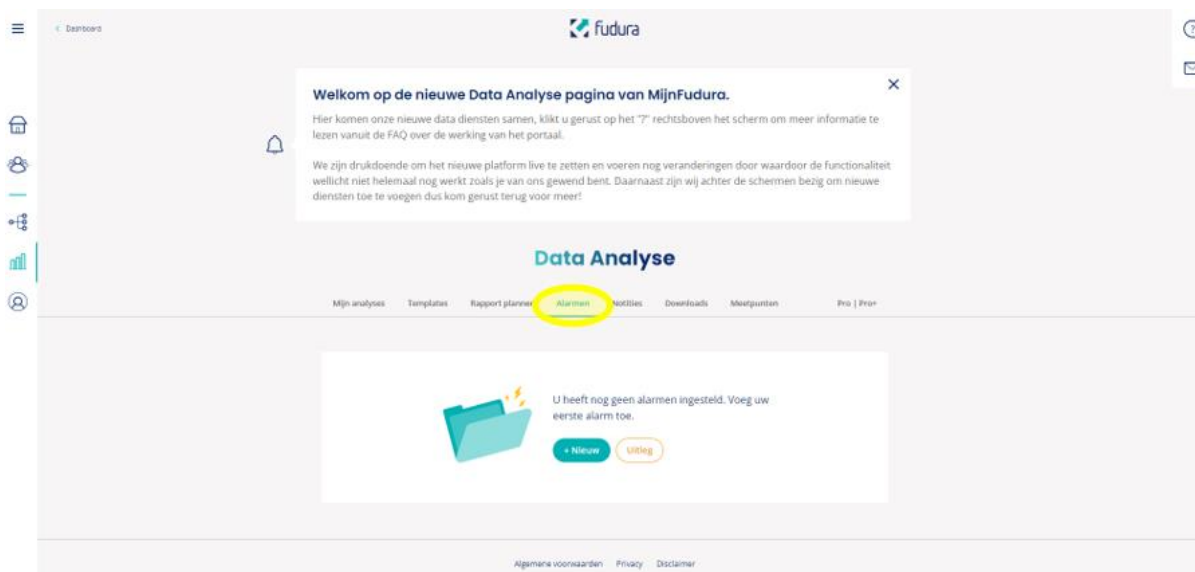 Dashboard
fudura
?
Welkom op de nieuwe Data Analyse pagina van MijnFudura.
Hier komen onze nieuwe data diensten samen, klikt u gerust op het "?" rechtsboven het scherm om meer informatie te
lezen vanuit de FAQ over de werking van het portaal.
We zijn drukdoende om het nieuwe platform live te zetten en voeren nog veranderingen door waardoor de functionaliteit
wellicht niet helemaal nog werkt zoals je van ons gewend bent. Daarnaast zijn wij achter de schermen bezig om nieuwe
diensten toe te voegen dus kom gerust terug voor meer!
Data Analyse
Mijn analyses Templates Rapport planner Alarmen Notities Downloads Meetpunten Pro | Pro+
U heeft nog geen alarmen ingesteld. Voeg uw
eerste alarm toe.
+ Nieuw Uitleg
Algemene voorwaarden Privacy Disclaimer